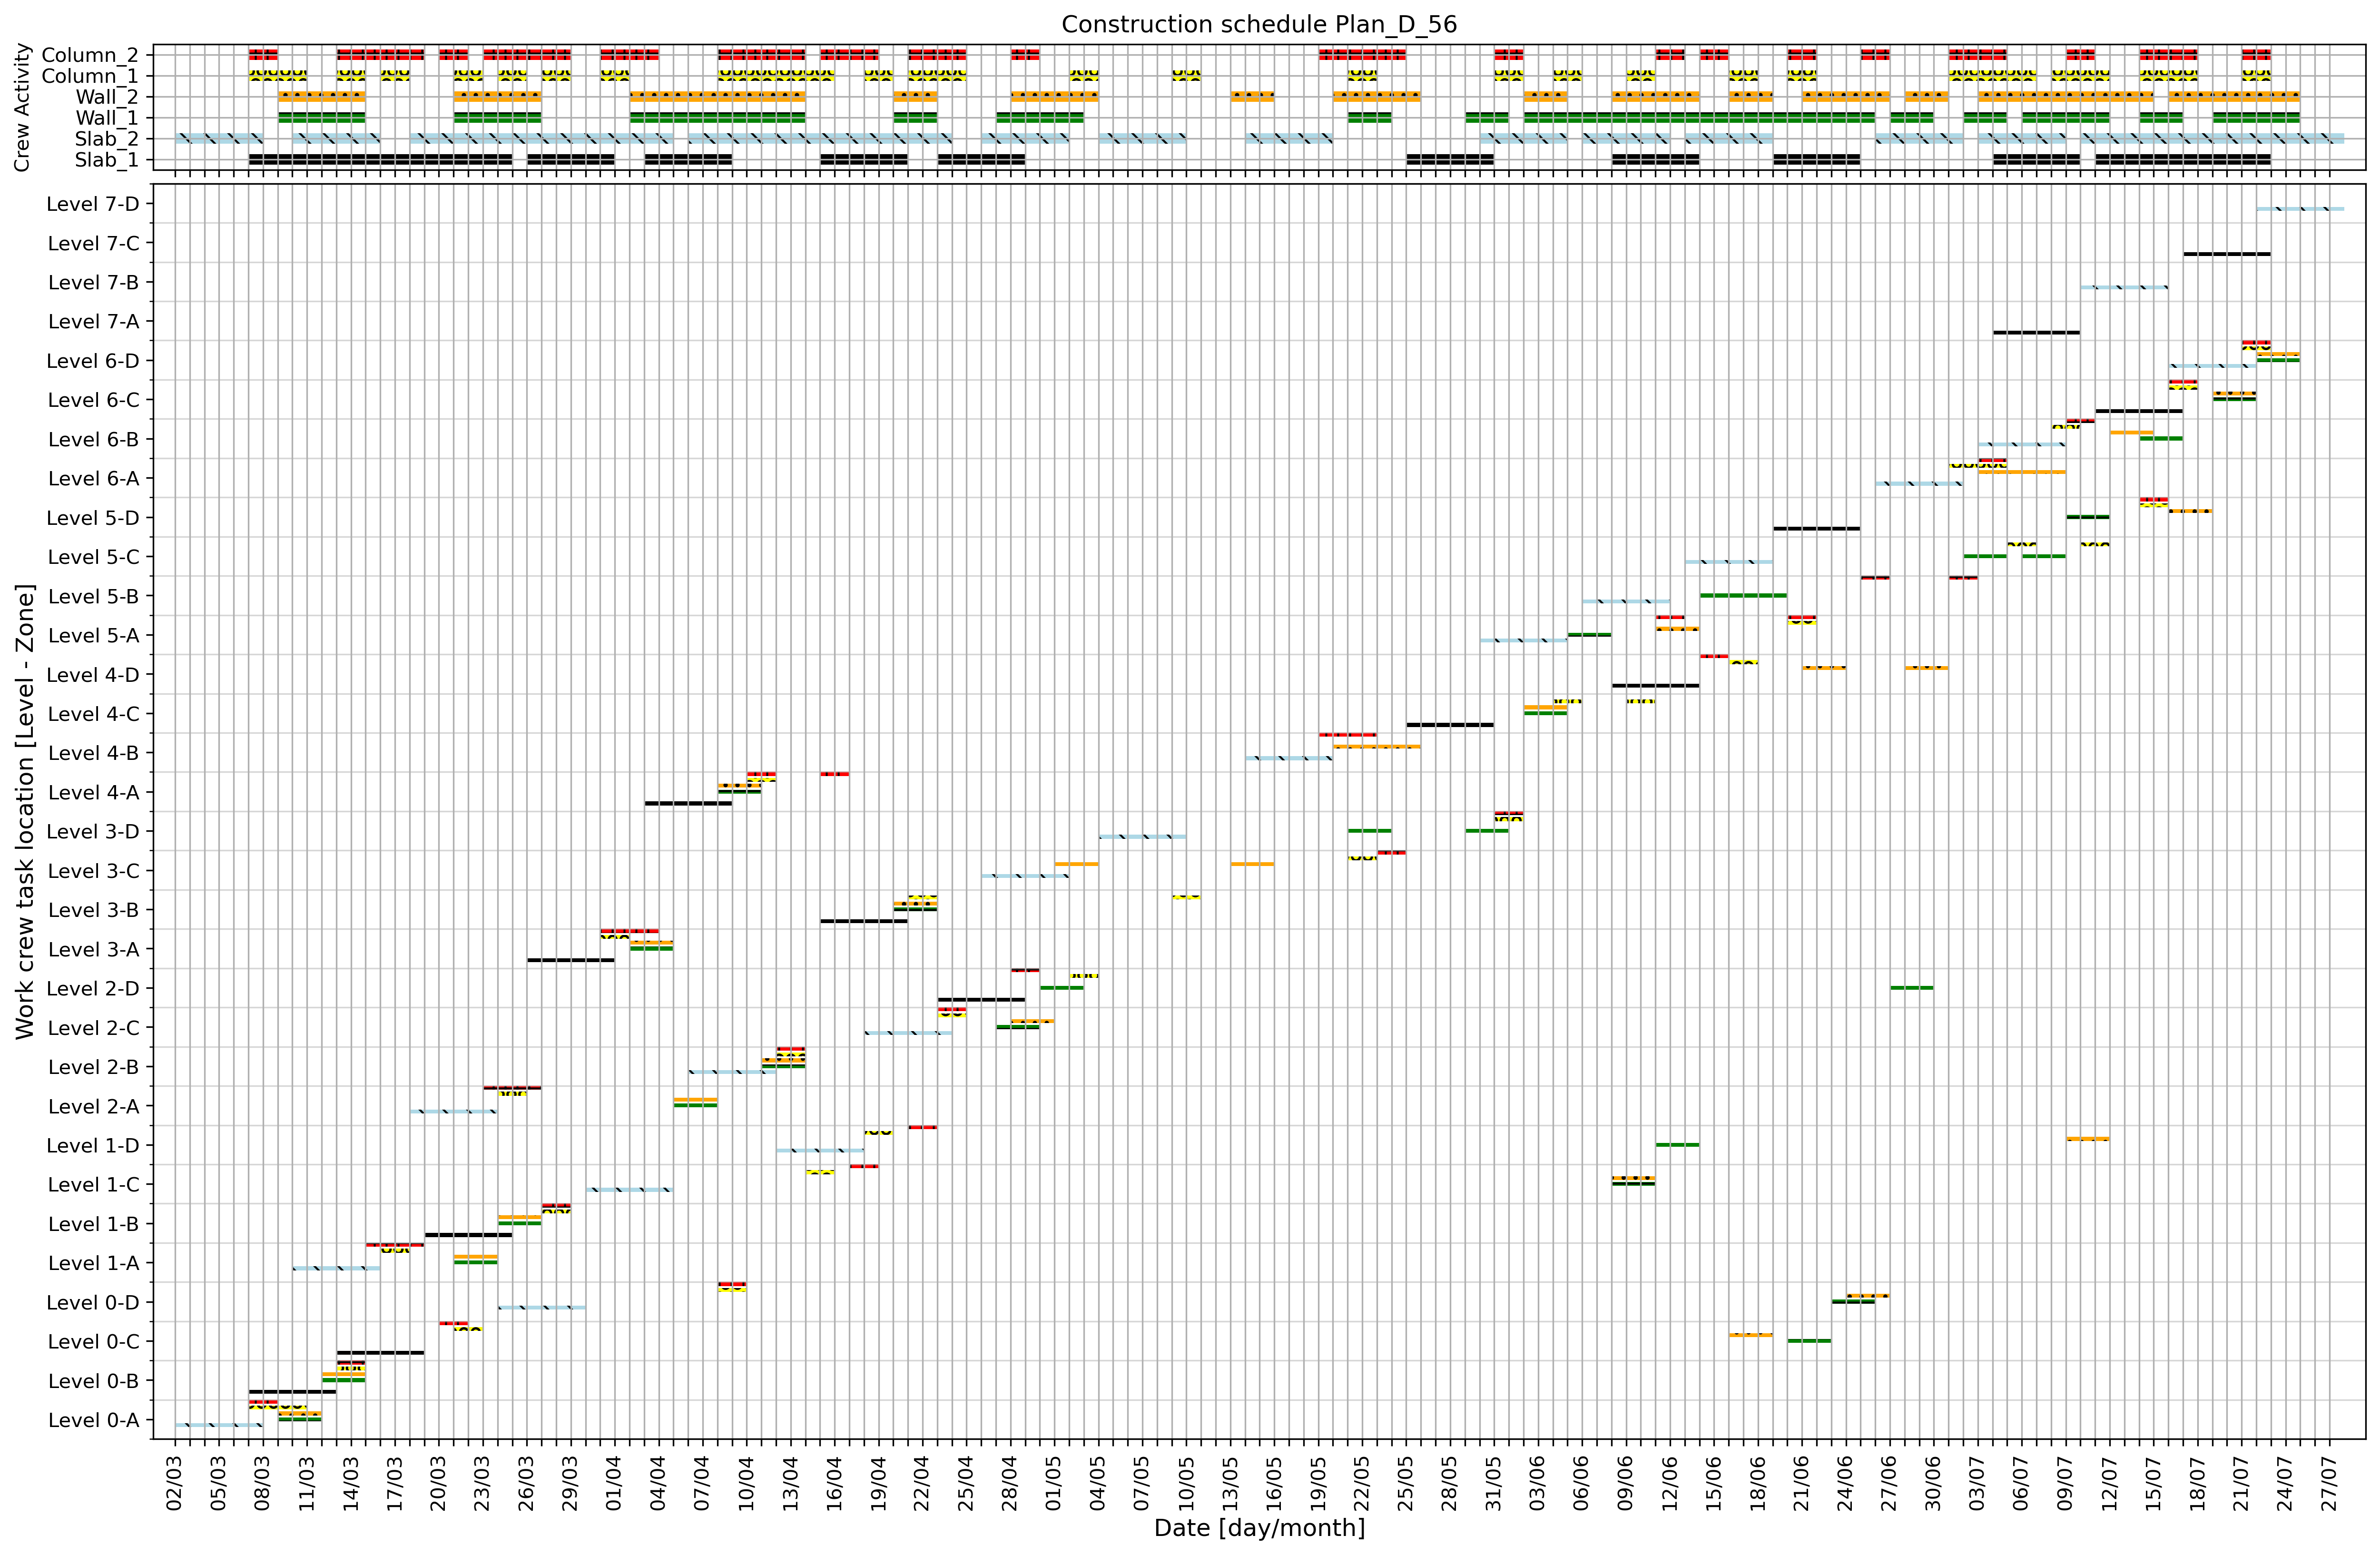 Construction schedule Plan_D_56
Crew Activity
Column_2
Column_1
Wall_2
Wall_1
Slab_2
Slab_1
Work crew task location [Level - Zone]
Level 7-D
Level 7-C
Level 7-B
Level 7-A
Level 6-D
Level 6-C
Level 6-B
Level 6-A
Level 5-D
Level 5-C
Level 5-B
Level 5-A
Level 4-D
Level 4-C
Level 4-B
Level 4-A
Level 3-D
Level 3-C
Level 3-B
Level 3-A
Level 2-D
Level 2-C
Level 2-B
Level 2-A
Level 1-D
Level 1-C
Level 1-B
Level 1-A
Level 0-D
Level 0-C
Level 0-B
Level 0-A
02/03 05/03 08/03 11/03 14/03 17/03 20/03 23/03 26/03 29/03 01/04 04/04 07/04 10/04 13/04 16/04 19/04 22/04 25/04 28/04 01/05 04/05 07/05 10/05 13/05 16/05 19/05 22/05 25/05 28/05 31/05 03/06 06/06 09/06 12/06 15/06 18/06 21/06 24/06 27/06 30/06 03/07 06/07 09/07 12/07 15/07 18/07 21/07 24/07 27/07
Date [day/month]